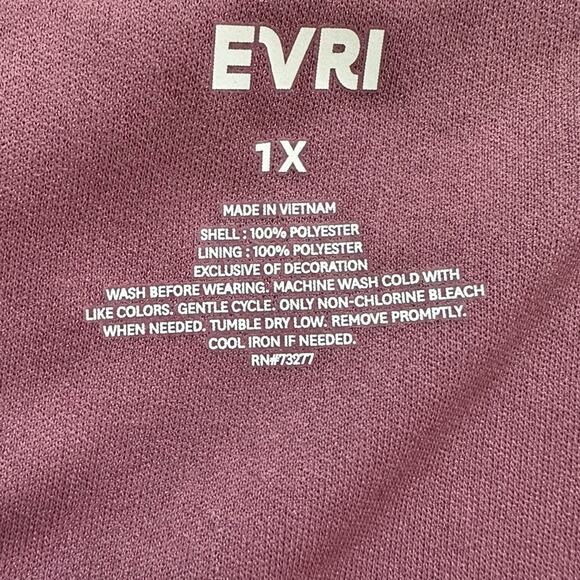 EVRI
1X
MADE IN VIETNAM
SHELL : 100% POLYESTER
LINING : 100% POLYESTER
EXCLUSIVE OF DECORATION
WASH BEFORE WEARING. MACHINE WASH COLD WITH
LIKE COLORS. GENTLE CYCLE. ONLY NON-CHLORINE BLEACH
WHEN NEEDED. TUMBLE DRY LOW. REMOVE PROMPTLY.
COOL IRON IF NEEDED.
RN#73277